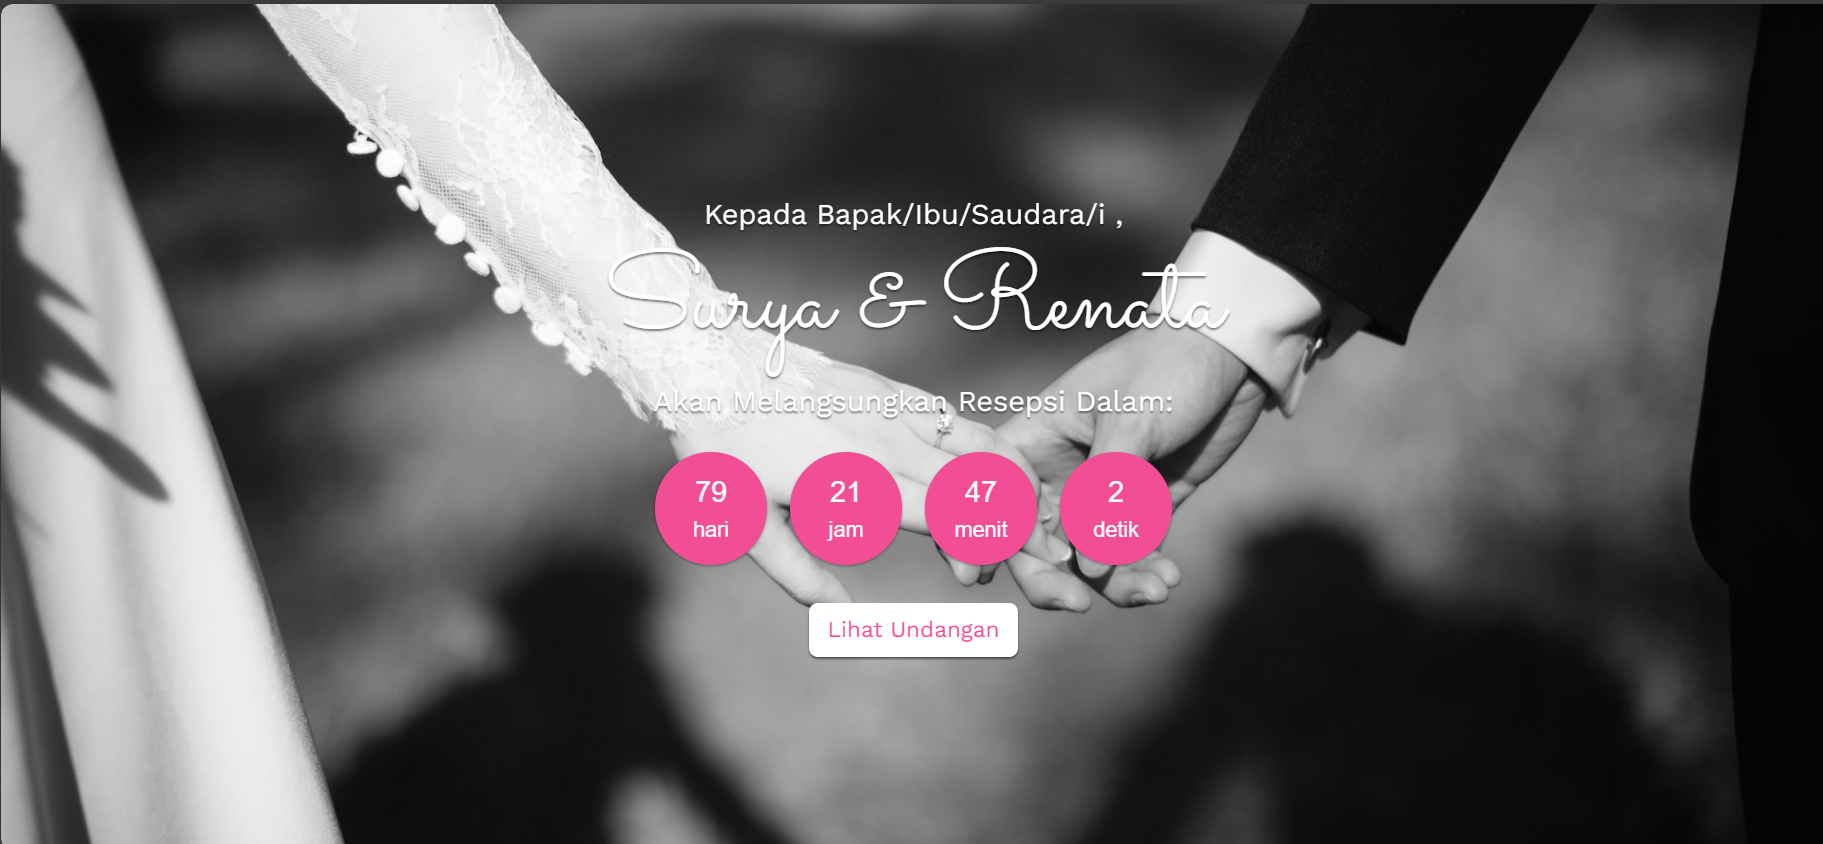 Kepada Bapak/Ibu/Saudara/i ,
Surya & Renata
Akan Melangsungkan Resepsi Dalam:
79 21 47 2
hari jam menit detik
Lihat Undangan